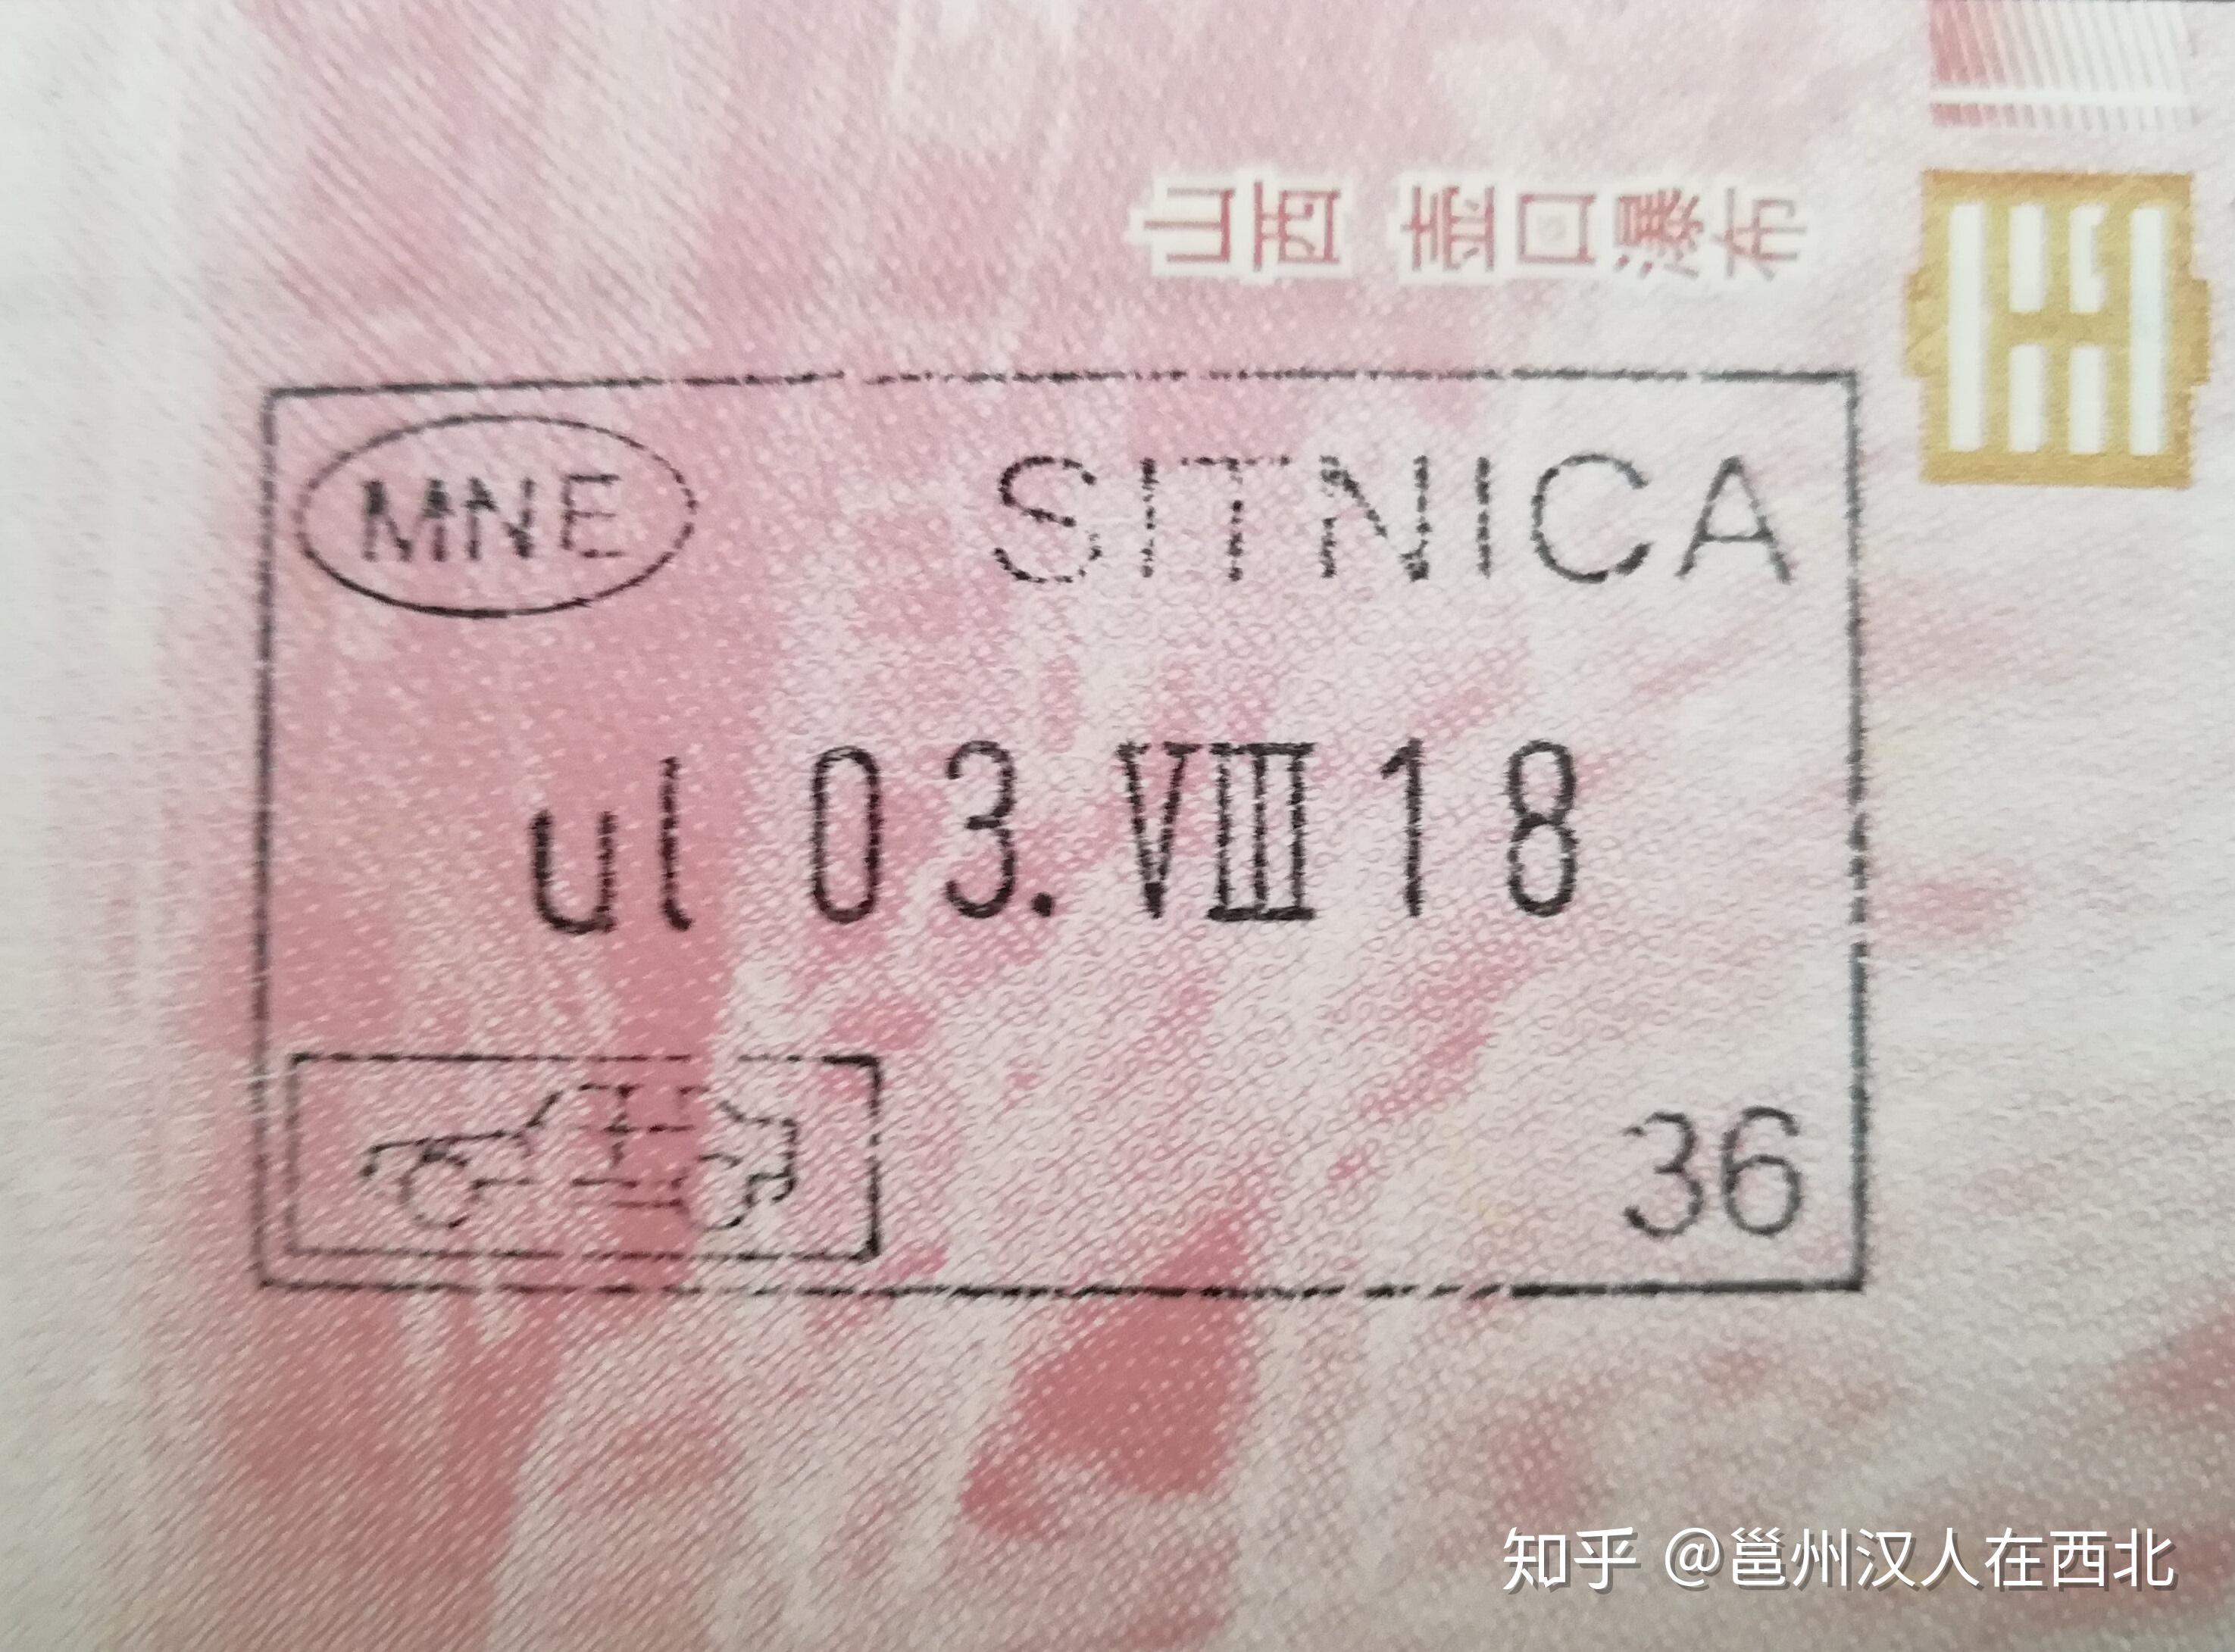 山西 壶口瀑布
MNE SITNICA
ul 03. VIII 18
36
知乎 @邕州汉人在西北